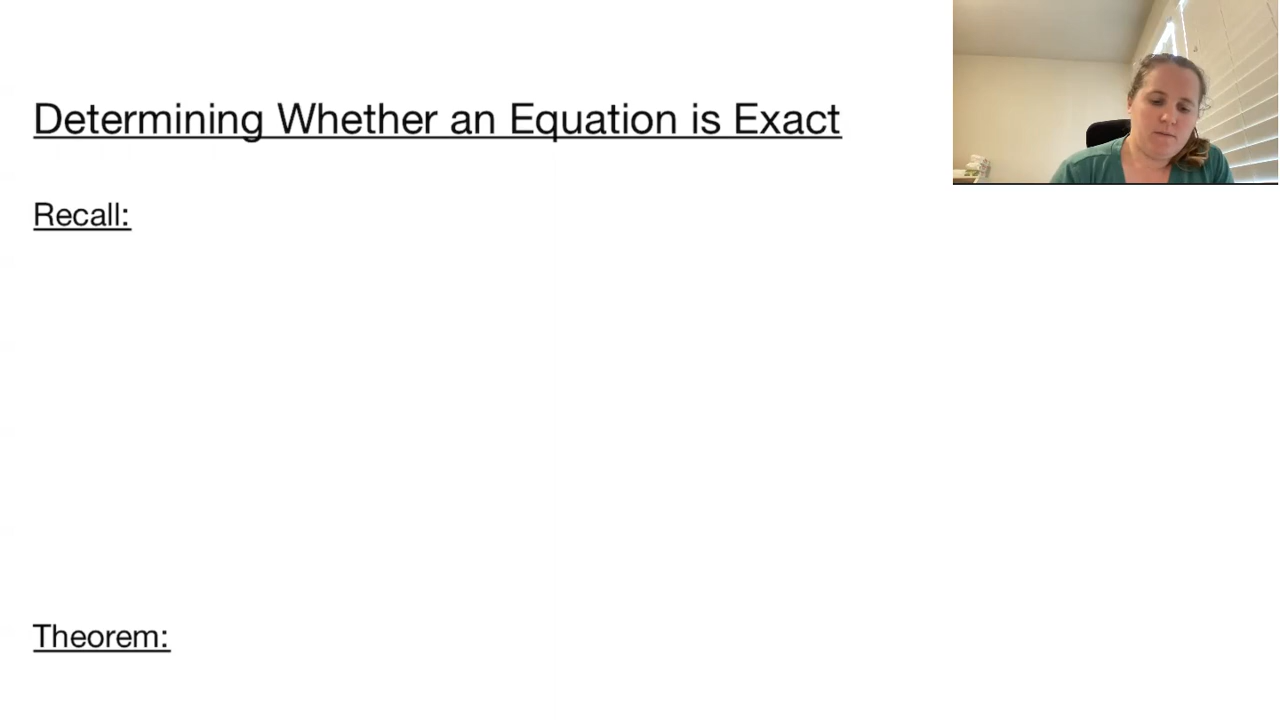 Determining Whether an Equation is Exact
Recall:
Theorem: